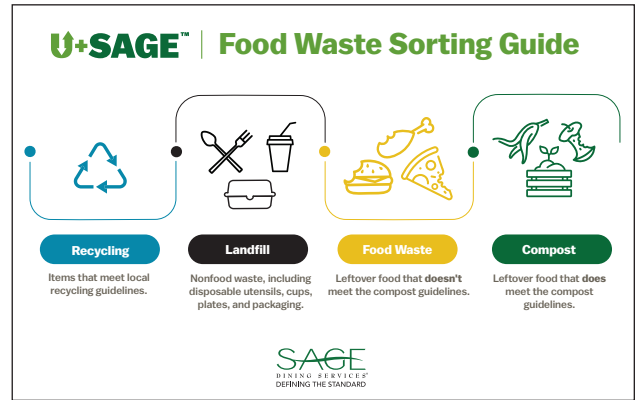 U+SAGE™ | Food Waste Sorting Guide
Recycling
Items that meet local
recycling guidelines.
Landfill
Nonfood waste, including
disposable utensils, cups,
plates, and packaging.
Food Waste
Leftover food that doesn't
meet the compost guidelines.
Compost
Leftover food that does
meet the compost
guidelines.
SAGE
DINING SERVICES®
DEFINING THE STANDARD